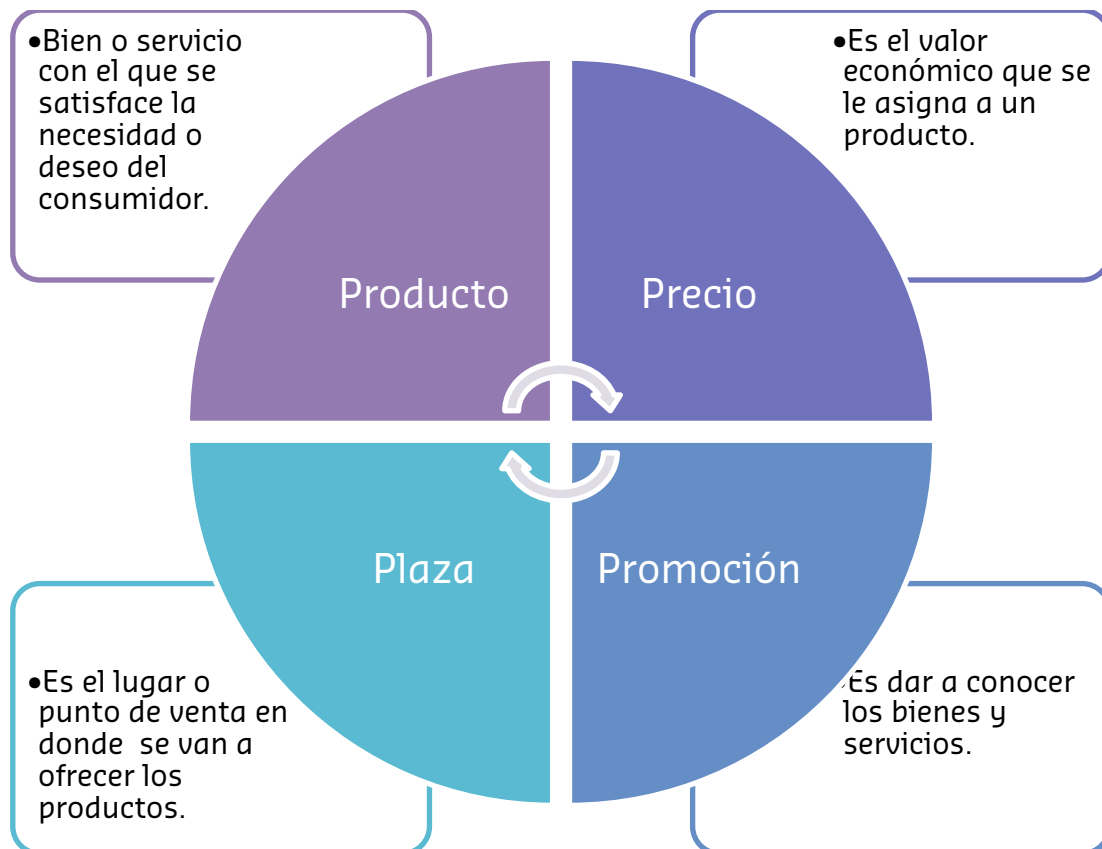 •Bien o servicio
con el que se
satisface la
necesidad o
deseo del
consumidor.
•Es el valor
económico que se
le asigna a un
producto.
Producto
Precio
Plaza
Promoción
•Es el lugar o
punto de venta en
donde  se van a
ofrecer los
productos.
•Es dar a conocer
los bienes y
servicios.